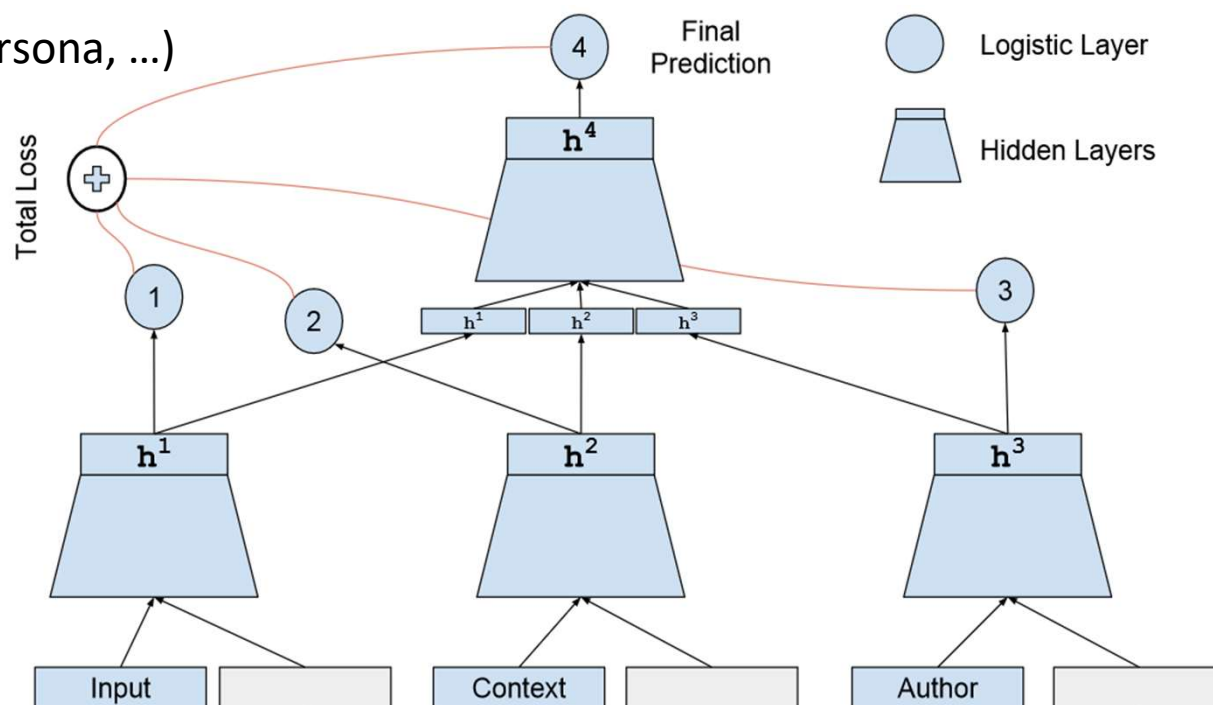 rsona, …)
4
Final
Prediction
Logistic Layer
h⁴
Hidden Layers
Total Loss
1
2
3
h¹
h²
h³
h¹
h²
h³
Input
Context
Author